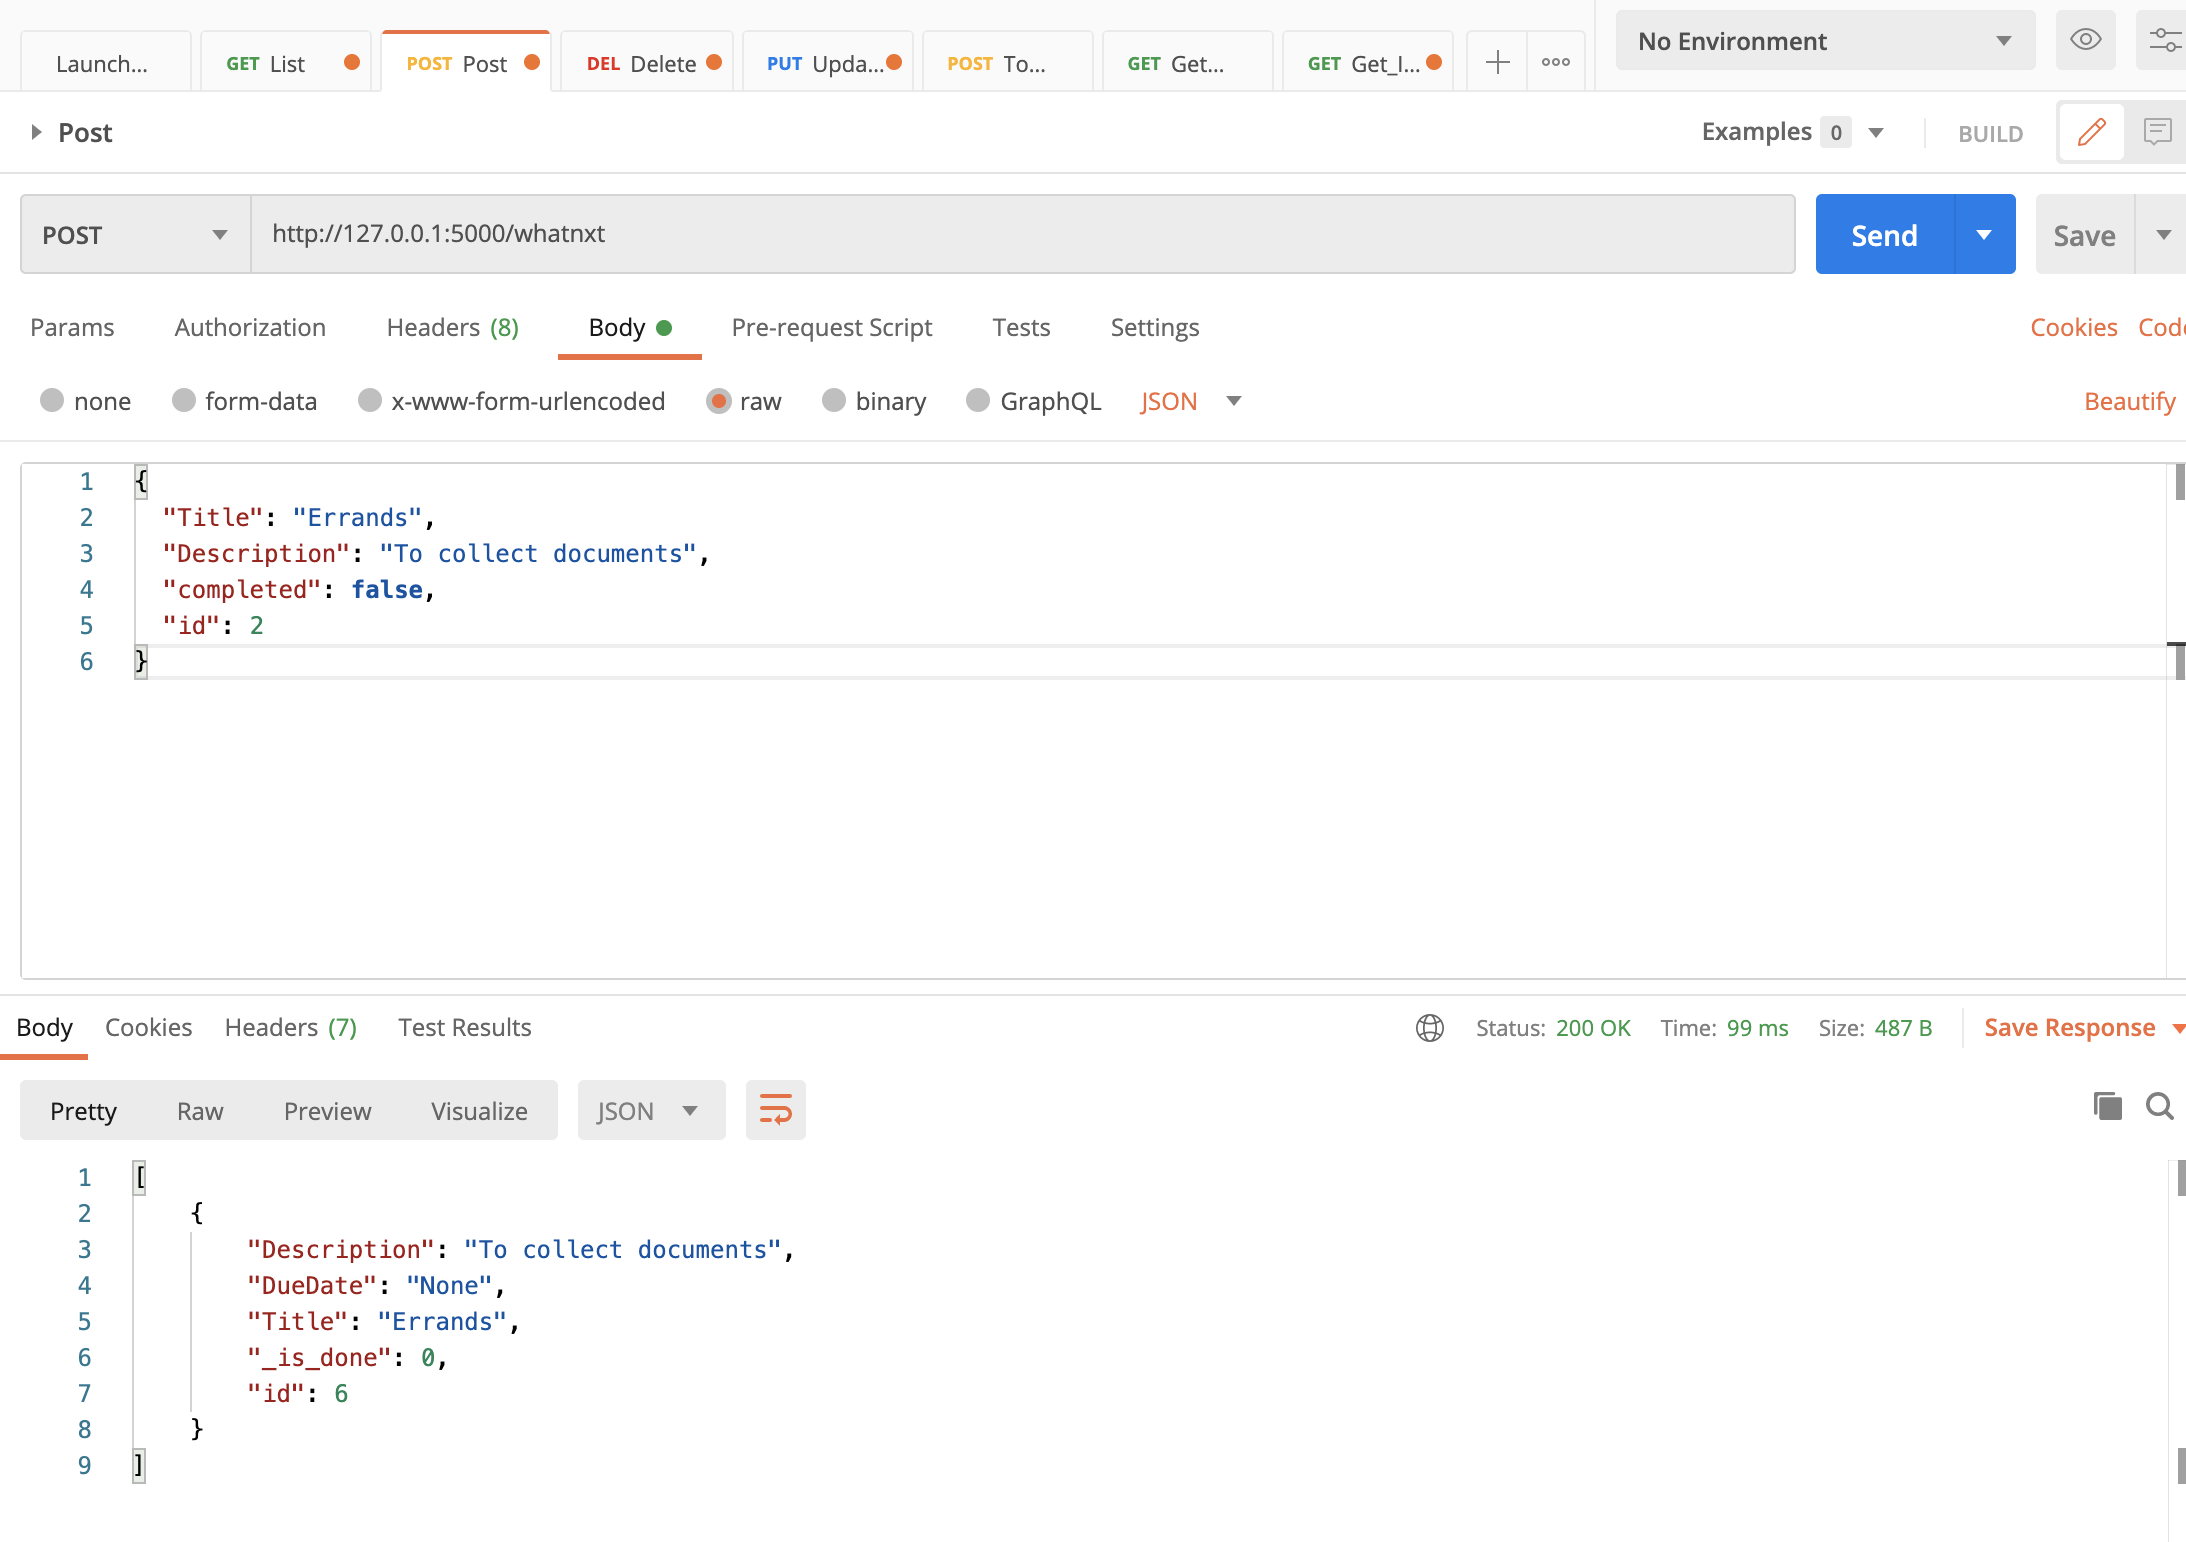 Launch... GET List POST Post DEL Delete PUT Upda... POST To... GET Get... GET Get_l... No Environment
Post Examples 0 BUILD
POST http://127.0.0.1:5000/whatnxt Send Save
Params Authorization Headers (8) Body Pre-request Script Tests Settings Cookies Code
none form-data x-www-form-urlencoded raw binary GraphQL JSON Beautify
1 {
2 "Title": "Errands",
3 "Description": "To collect documents",
4 "completed": false,
5 "id": 2
6 }
Body Cookies Headers (7) Test Results Status: 200 OK Time: 99 ms Size: 487 B Save Response
Pretty Raw Preview Visualize JSON
1 [
2 {
3 "Description": "To collect documents",
4 "DueDate": "None",
5 "Title": "Errands",
6 "_is_done": 0,
7 "id": 6
8 }
9 ]